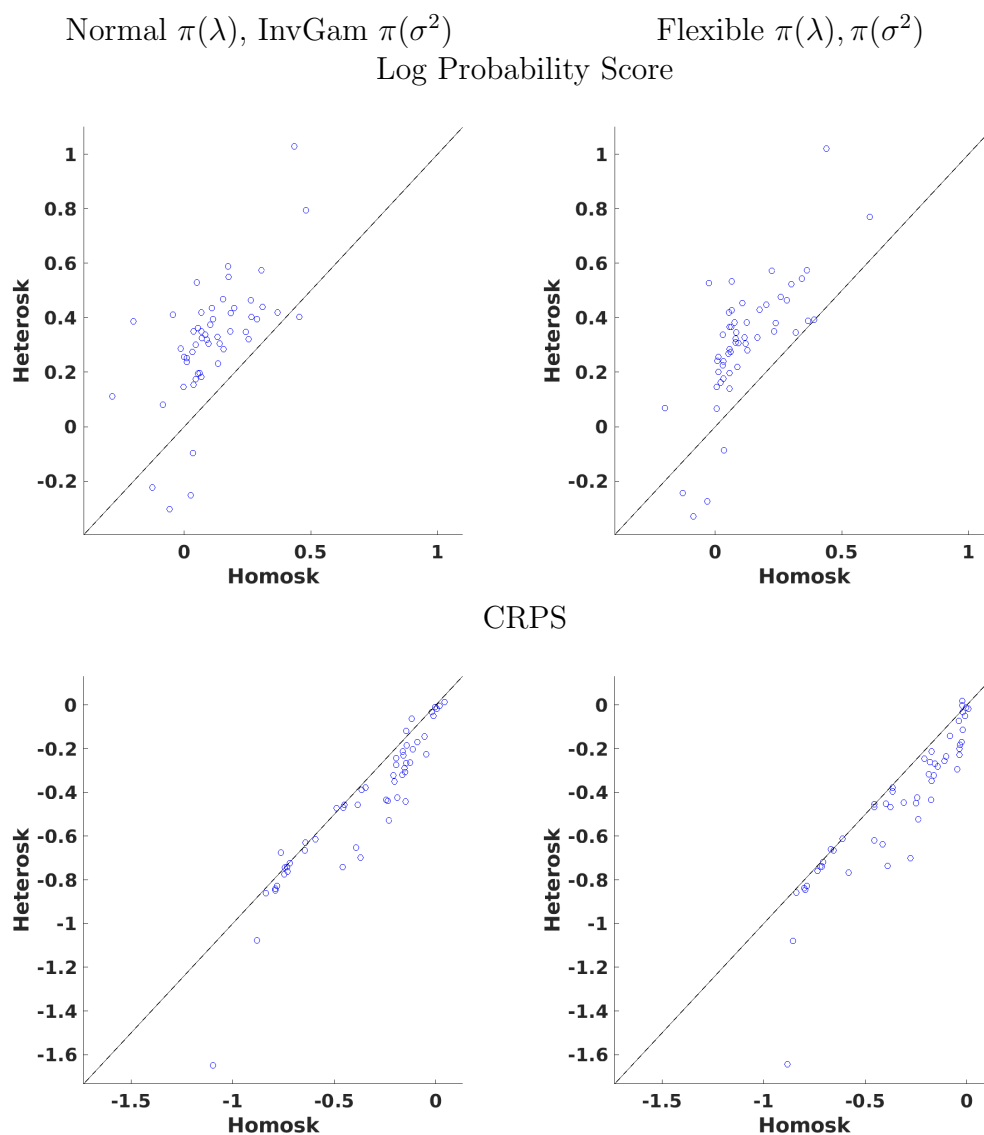 Normal π(λ), InvGam π(σ²)
Flexible π(λ), π(σ²)
Log Probability Score
1
0.8
0.6
0.4
0.2
0
-0.2
Heterosk
0 0.5 1
Homosk
1
0.8
0.6
0.4
0.2
0
-0.2
Heterosk
0 0.5 1
Homosk
CRPS
0
-0.2
-0.4
-0.6
-0.8
-1
-1.2
-1.4
-1.6
Heterosk
-1.5 -1 -0.5 0
Homosk
0
-0.2
-0.4
-0.6
-0.8
-1
-1.2
-1.4
-1.6
Heterosk
-1.5 -1 -0.5 0
Homosk